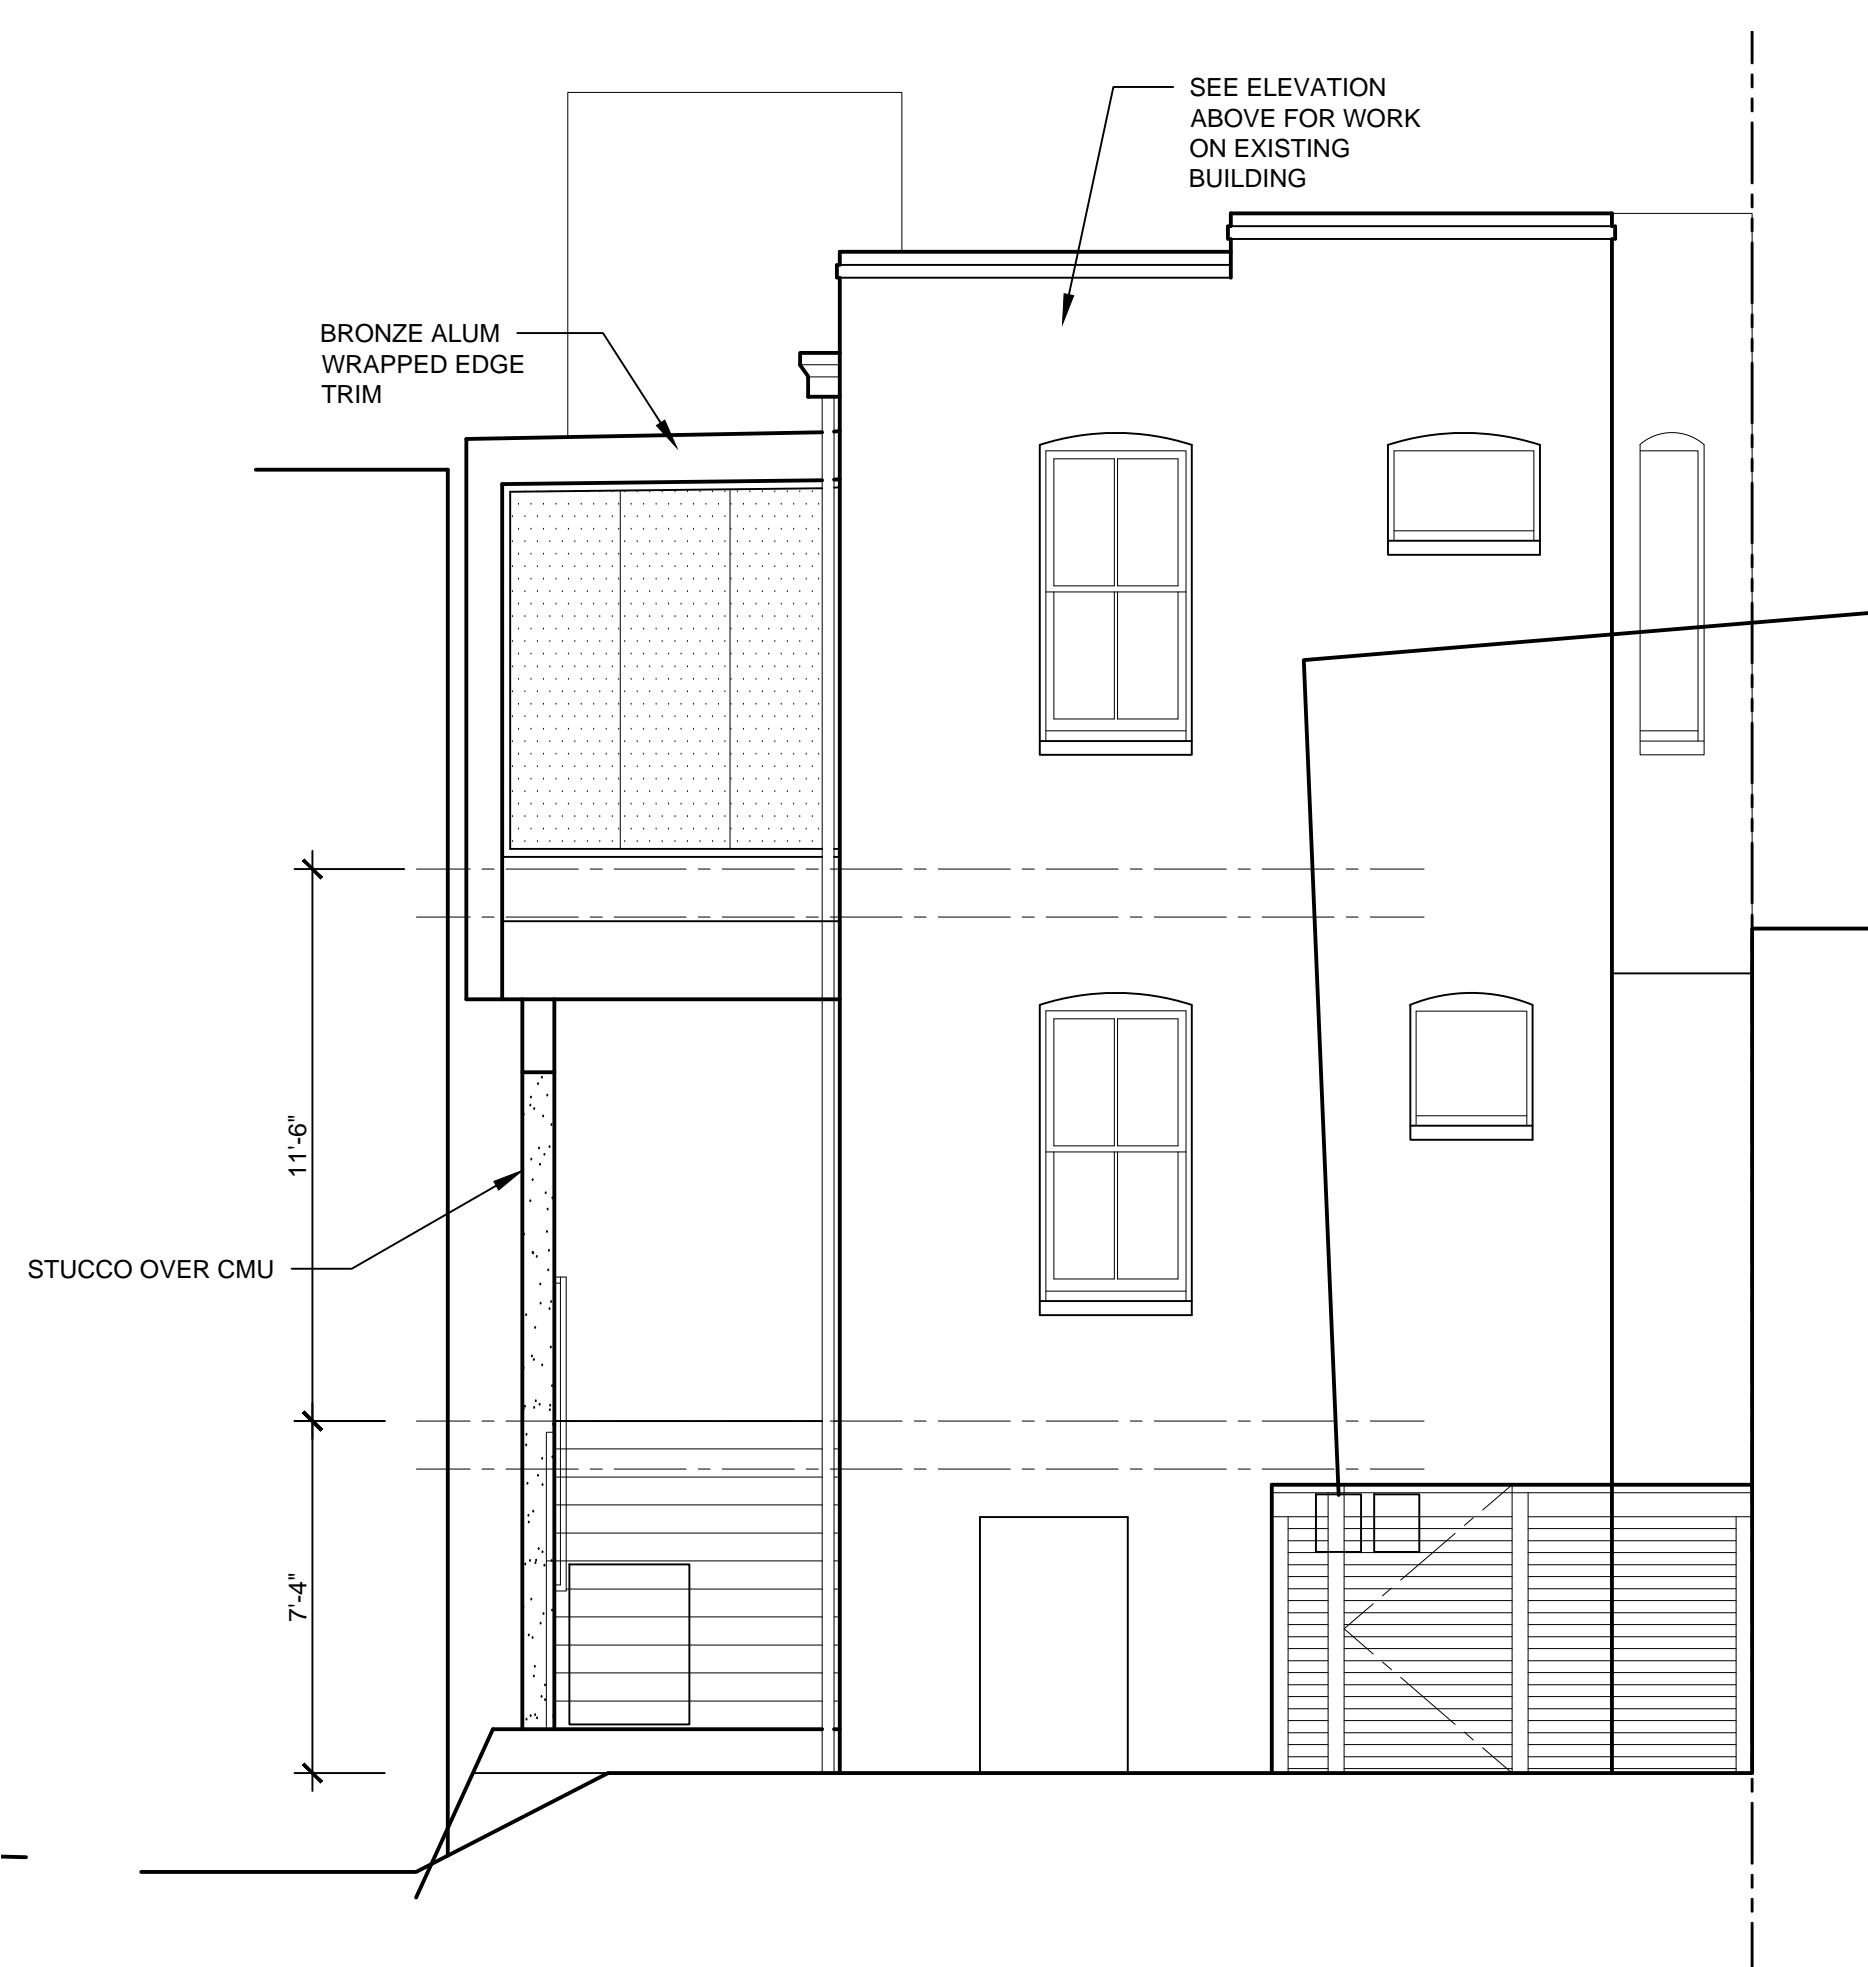 SEE ELEVATION
ABOVE FOR WORK
ON EXISTING
BUILDING
BRONZE ALUM
WRAPPED EDGE
TRIM
11'-6"
STUCCO OVER CMU
7'-4"